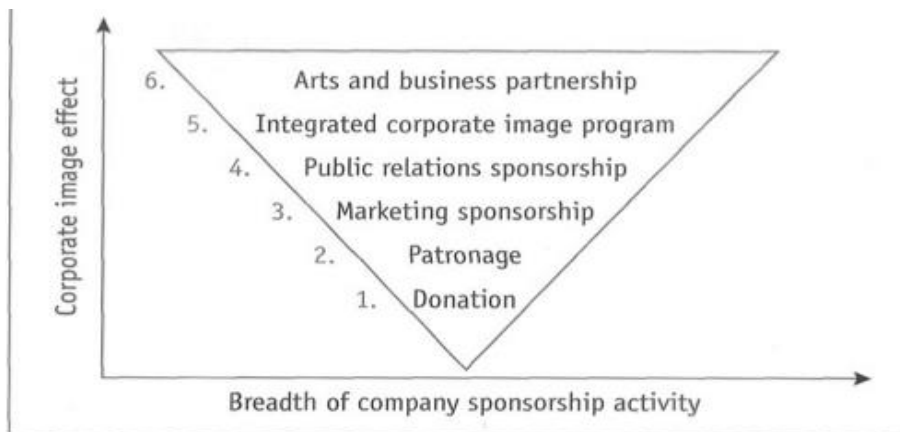 Corporate image effect
6. Arts and business partnership
5. Integrated corporate image program
4. Public relations sponsorship
3. Marketing sponsorship
2. Patronage
1. Donation
Breadth of company sponsorship activity